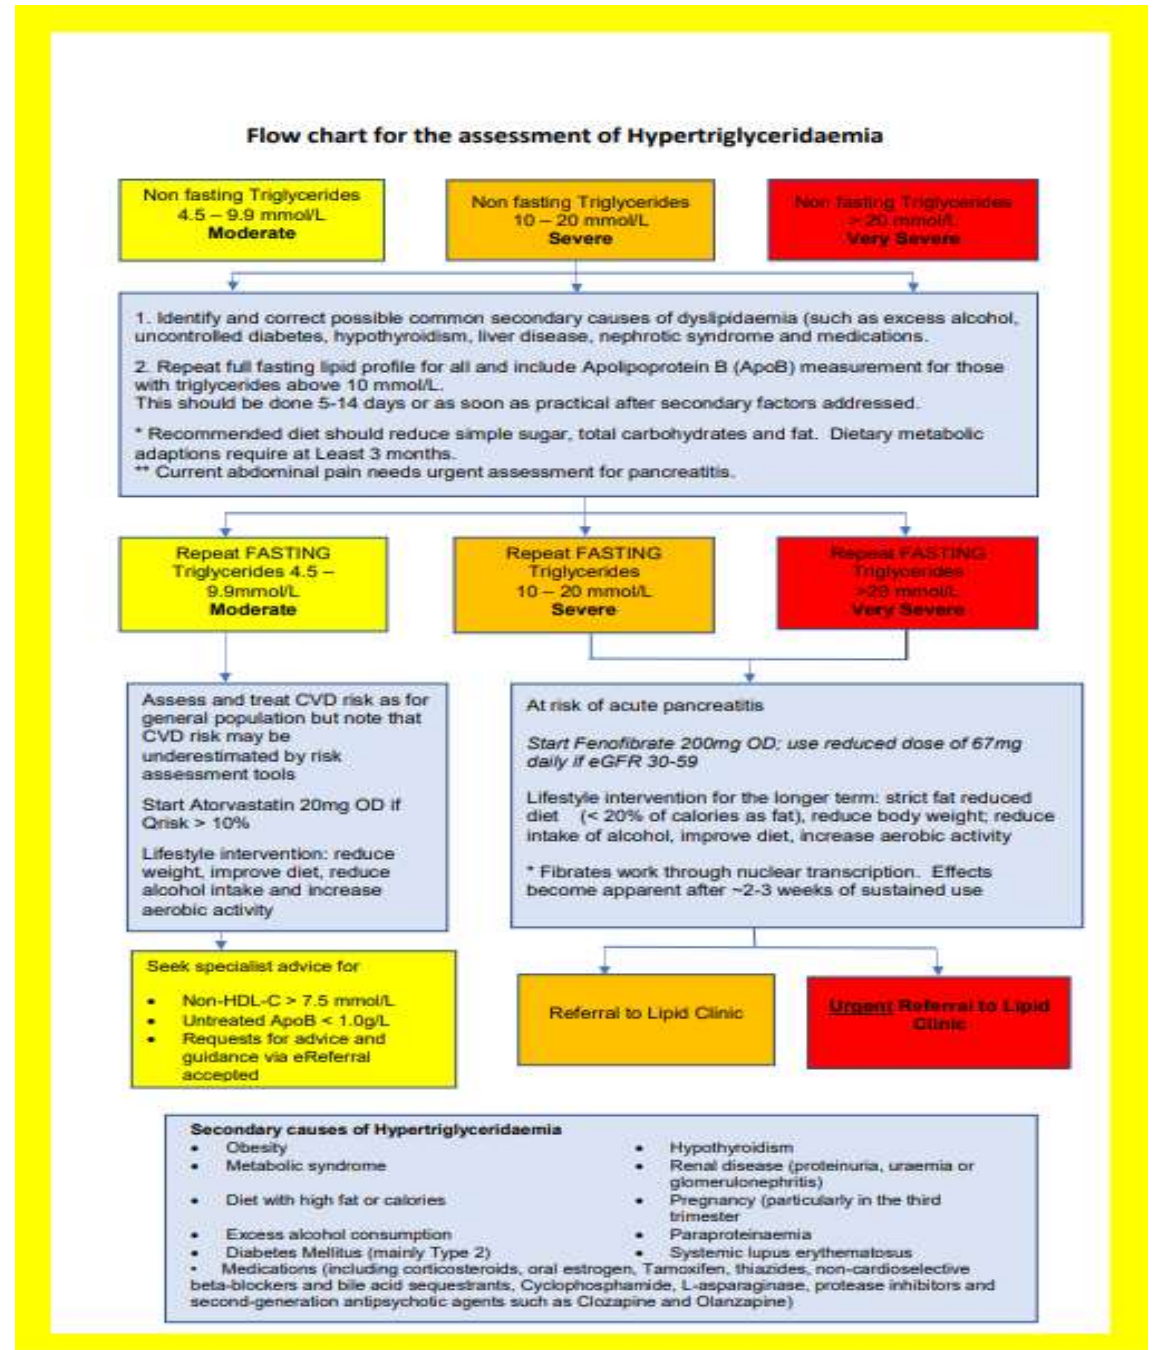 Flow chart for the assessment of Hypertriglyceridaemia
Non fasting Triglycerides
4.5 – 9.9 mmol/L
Moderate
Non fasting Triglycerides
10 – 20 mmol/L
Severe
Non fasting Triglycerides
> 20 mmol/L
Very Severe
1. Identify and correct possible common secondary causes of dyslipidaemia (such as excess alcohol,
uncontrolled diabetes, hypothyroidism, liver disease, nephrotic syndrome and medications.
2. Repeat full fasting lipid profile for all and include Apolipoprotein B (ApoB) measurement for those
with triglycerides above 10 mmol/L.
This should be done 5-14 days or as soon as practical after secondary factors addressed.
* Recommended diet should reduce simple sugar, total carbohydrates and fat. Dietary metabolic
adaptions require at Least 3 months.
** Current abdominal pain needs urgent assessment for pancreatitis.
Repeat FASTING
Triglycerides 4.5 –
9.9mmol/L
Moderate
Repeat FASTING
Triglycerides
10 – 20 mmol/L
Severe
Repeat FASTING
Triglycerides
mmol/L
Very Severe
Assess and treat CVD risk as for
general population but note that
CVD risk may be
underestimated by risk
assessment tools
Start Atorvastatin 20mg OD if
Qrisk > 10%
Lifestyle intervention: reduce
weight, improve diet, reduce
alcohol intake and increase
aerobic activity
At risk of acute pancreatitis
Start Fenofibrate 200mg OD; use reduced dose of 67mg
daily if eGFR 30-59
Lifestyle intervention for the longer term: strict fat reduced
diet (< 20% of calories as fat), reduce body weight; reduce
intake of alcohol, improve diet, increase aerobic activity
* Fibrates work through nuclear transcription. Effects
become apparent after ~2-3 weeks of sustained use
Seek specialist advice for
• Non-HDL-C > 7.5 mmol/L
• Untreated ApoB < 1.0g/L
• Requests for advice and
guidance via eReferral
accepted
Referral to Lipid Clinic
Urgent Referral to Lipid
Clinic
Secondary causes of Hypertriglyceridaemia
• Obesity
• Metabolic syndrome
• Diet with high fat or calories
• Excess alcohol consumption
• Diabetes Mellitus (mainly Type 2)
• Hypothyroidism
• Renal disease (proteinuria, uraemia or
glomerulonephritis)
• Pregnancy (particularly in the third
trimester
• Paraproteinaemia
• Systemic lupus erythematosus
• Medications (including corticosteroids, oral estrogen, Tamoxifen, thiazides, non-cardioselective
beta-blockers and bile acid sequestrants, Cyclophosphamide, L-asparaginase, protease inhibitors and
second-generation antipsychotic agents such as Clozapine and Olanzapine)